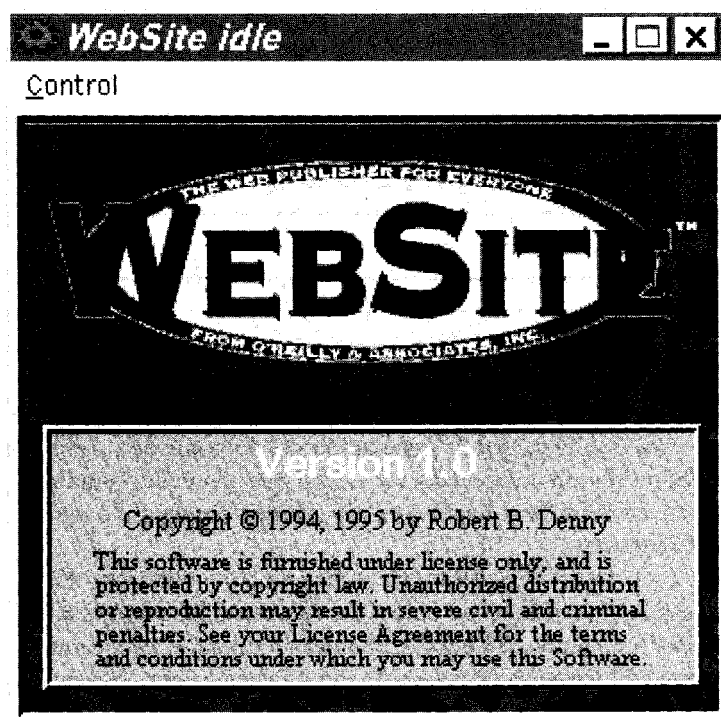 WebSite idle
Control
THE WEB PUBLISHER FOR EVERYONE
WEBSITE™
FROM O'REILLY & ASSOCIATES, INC.
Version 1.0
Copyright © 1994, 1995 by Robert B. Denny
This software is furnished under license only, and is
protected by copyright law. Unauthorized distribution
or reproduction may result in severe civil and criminal
penalties. See your License Agreement for the terms
and conditions under which you may use this Software.